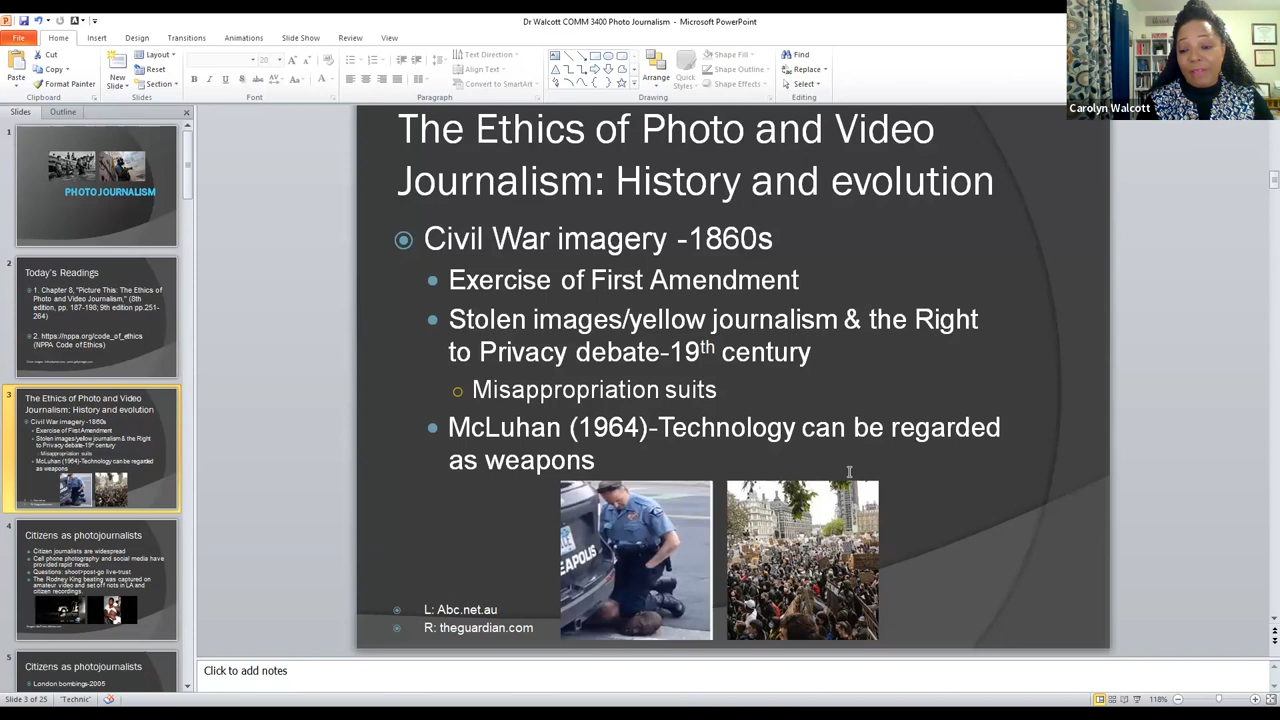 Dr Walcott COMM 3400 Photo Journalism - Microsoft PowerPoint
File Home Insert Design Transitions Animations Slide Show Review View
Cut
Copy
Format Painter
Paste
Clipboard
New
Slide
Layout
Reset
Section
Slides
20
Font
Paragraph
Text Direction
Align Text
Convert to SmartArt
Arrange
Quick
Styles
Shape Fill
Shape Outline
Shape Effects
Drawing
Find
Replace
Select
Editing
Carolyn Walcott
Slides Outline
1
PHOTO JOURNALISM
2
Today's Readings
1. Chapter 8, "Picture This: The Ethics of
Photo and Video Journalism," (8th
edition, pp. 187-198; 9th edition pp.251-
264)
2. https://nppa.org/code_of_ethics
(NPPA Code of Ethics)
3
The Ethics of Photo and Video
Journalism: History and evolution
Civil War imagery -1860s
Exercise of First Amendment
Stolen images/yellow journalism & the Right
to Privacy debate-19th century
Misappropriation suits
McLuhan (1964)-Technology can be regarded
as weapons
4
Citizens as photojournalists
Citizen journalists are widespread
Cell phone photography and social media have
provided rapid news.
Questions: shoot>post-go live-trust
The Rodney King beating was captured on
amateur video and set off riots in LA and
citizen recordings.
5
Citizens as photojournalists
London bombings-2005
The Ethics of Photo and Video
Journalism: History and evolution
Civil War imagery -1860s
Exercise of First Amendment
Stolen images/yellow journalism & the Right
to Privacy debate-19th century
Misappropriation suits
McLuhan (1964)-Technology can be regarded
as weapons
EAPOLIS
L: Abc.net.au
R: theguardian.com
Click to add notes
Slide 3 of 25 "Technic" 118%